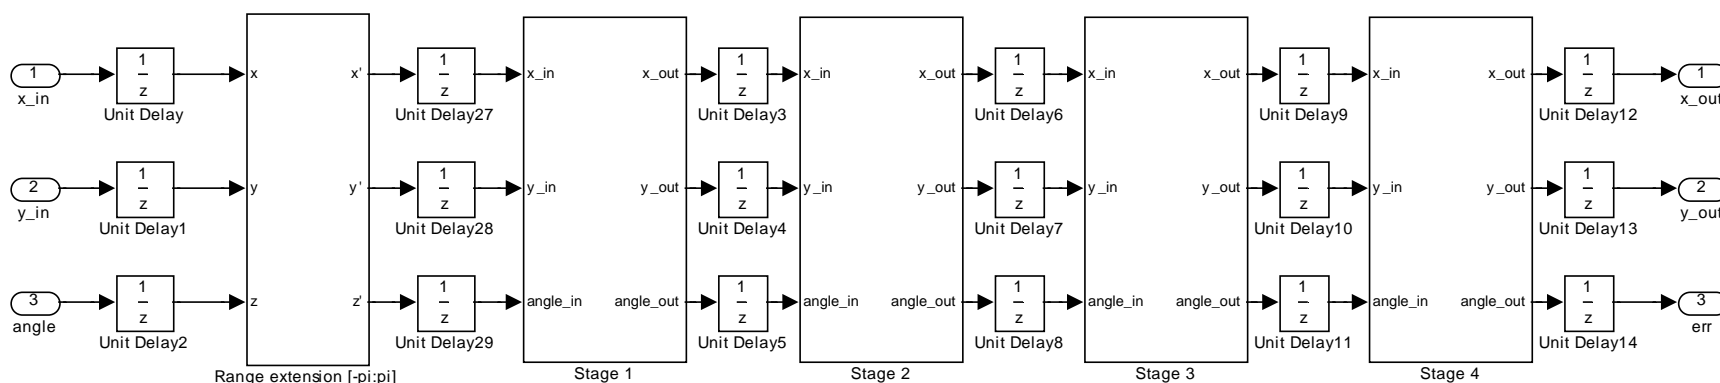 1 1/z x x' 1/z x_in x_out 1/z x_in x_out 1/z x_in x_out 1/z x_in x_out 1/z 1
x_in Unit Delay Unit Delay27 Unit Delay3 Unit Delay6 Unit Delay9 Unit Delay12 x_out
2 1/z y y' 1/z y_in y_out 1/z y_in y_out 1/z y_in y_out 1/z y_in y_out 1/z 2
y_in Unit Delay1 Unit Delay28 Unit Delay4 Unit Delay7 Unit Delay10 Unit Delay13 y_out
3 1/z z z' 1/z angle_in angle_out 1/z angle_in angle_out 1/z angle_in angle_out 1/z angle_in angle_out 1/z 3
angle Unit Delay2 Unit Delay29 Unit Delay5 Unit Delay8 Unit Delay11 Unit Delay14 err
Range extension [-pi:pi] Stage 1 Stage 2 Stage 3 Stage 4